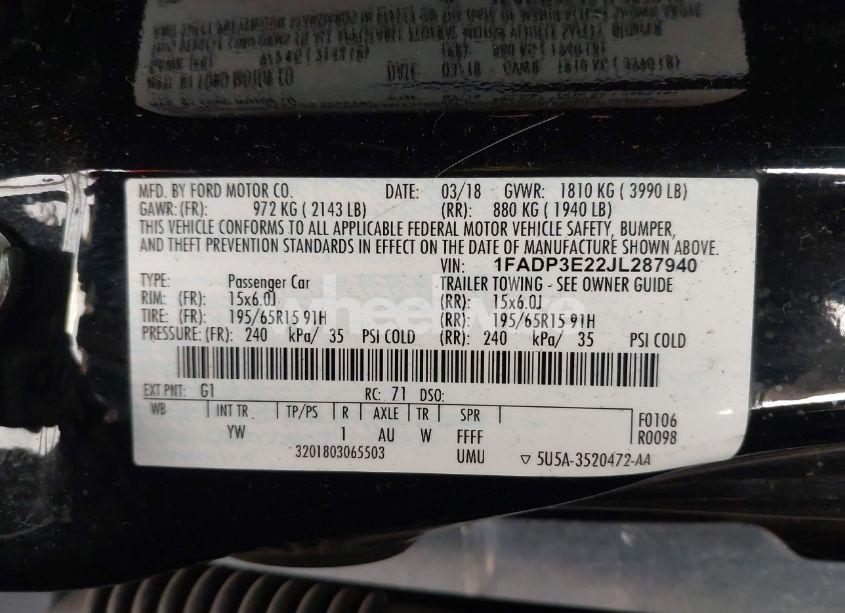 MFD. BY FORD MOTOR CO. DATE: 03/18 GVWR: 1810 KG ( 3990 LB)
GAWR: (FR): 972 KG ( 2143 LB) (RR): 880 KG ( 1940 LB)
THIS VEHICLE CONFORMS TO ALL APPLICABLE FEDERAL MOTOR VEHICLE SAFETY, BUMPER,
AND THEFT PREVENTION STANDARDS IN EFFECT ON THE DATE OF MANUFACTURE SHOWN ABOVE.
VIN: 1FADP3E22JL287940
TYPE: Passenger Car TRAILER TOWING - SEE OWNER GUIDE
RIM: (FR): 15x6.0J (RR): 15x6.0J
TIRE: (FR): 195/65R15 91H (RR): 195/65R15 91H
PRESSURE: (FR): 240 kPa/ 35 PSI COLD (RR): 240 kPa/ 35 PSI COLD
EXT PNT: G1 RC: 71 DSO:
WB INT TR TP/PS R AXLE TR SPR F0106
YW 1 AU W FFFF R0098
3201803065503 UMU ▽ 5U5A-3520472-AA